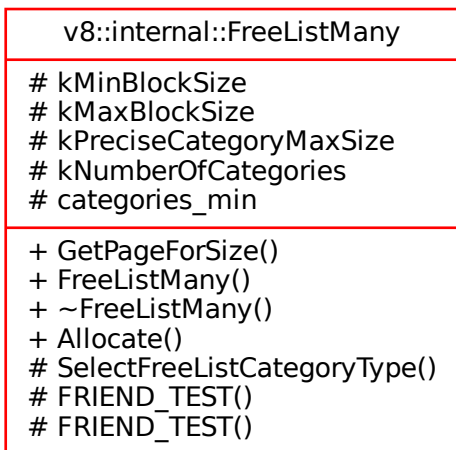 v8::internal::FreeListMany
# kMinBlockSize
# kMaxBlockSize
# kPreciseCategoryMaxSize
# kNumberOfCategories
# categories_min
+ GetPageForSize()
+ FreeListMany()
+ ~FreeListMany()
+ Allocate()
# SelectFreeListCategoryType()
# FRIEND_TEST()
# FRIEND_TEST()